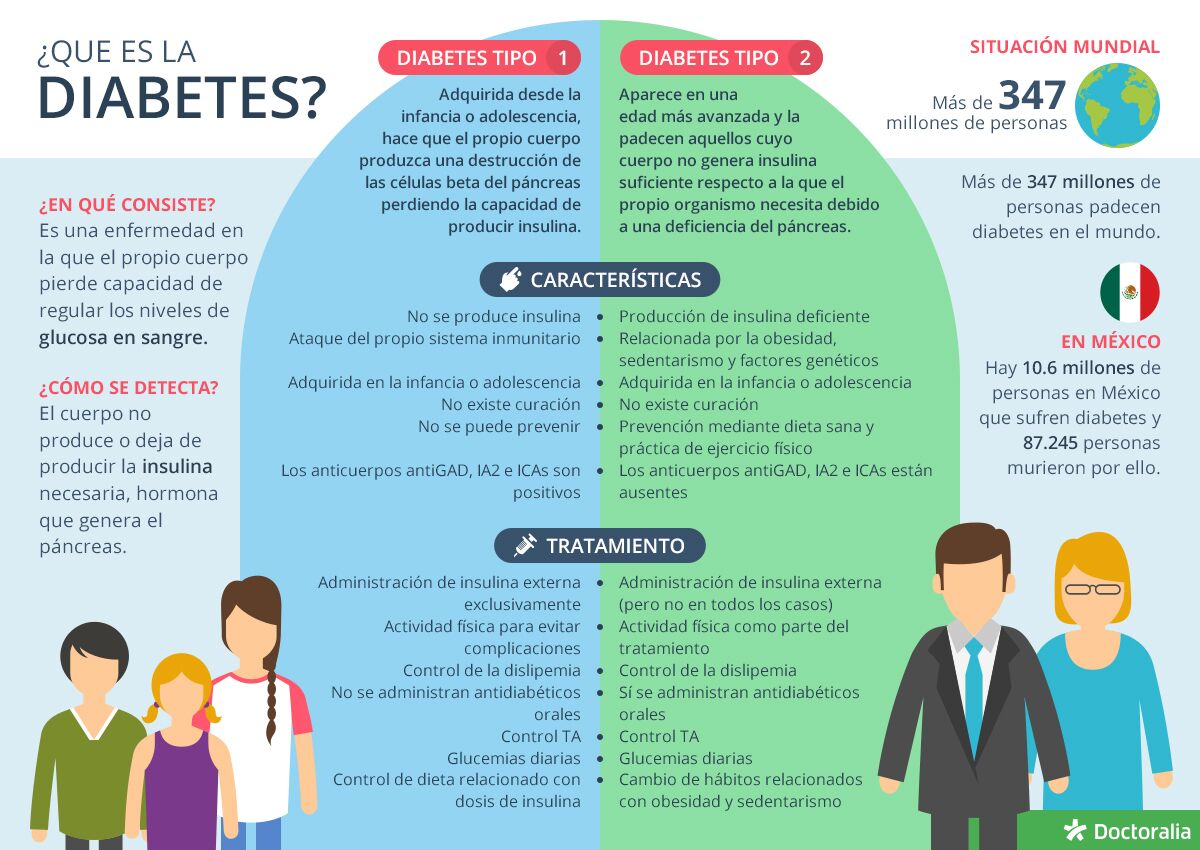 ¿QUE ES LA
DIABETES?
¿EN QUÉ CONSISTE?
Es una enfermedad en
la que el propio cuerpo
pierde capacidad de
regular los niveles de
glucosa en sangre.
¿CÓMO SE DETECTA?
El cuerpo no
produce o deja de
producir la insulina
necesaria, hormona
que genera el
páncreas.
DIABETES TIPO 1
Adquirida desde la
infancia o adolescencia,
hace que el propio cuerpo
produzca una destrucción de
las células beta del páncreas
perdiendo la capacidad de
producir insulina.
DIABETES TIPO 2
Aparece en una
edad más avanzada y la
padecen aquellos cuyo
cuerpo no genera insulina
suficiente respecto a la que el
propio organismo necesita debido
a una deficiencia del páncreas.
CARACTERÍSTICAS
No se produce insulina
Ataque del propio sistema inmunitario
Adquirida en la infancia o adolescencia
No existe curación
No se puede prevenir
Los anticuerpos antiGAD, IA2 e ICAs son
positivos
• Producción de insulina deficiente
• Relacionada por la obesidad,
sedentarismo y factores genéticos
• Adquirida en la infancia o adolescencia
• No existe curación
• Prevención mediante dieta sana y
práctica de ejercicio físico
• Los anticuerpos antiGAD, IA2 e ICAs están
ausentes
TRATAMIENTO
Administración de insulina externa
exclusivamente
Actividad física para evitar
complicaciones
Control de la dislipemia
No se administran antidiabéticos
orales
Control TA
Glucemias diarias
Control de dieta relacionado con
dosis de insulina
• Administración de insulina externa
(pero no en todos los casos)
• Actividad física como parte del
tratamiento
• Control de la dislipemia
• Sí se administran antidiabéticos
orales
• Control TA
• Glucemias diarias
• Cambio de hábitos relacionados
con obesidad y sedentarismo
SITUACIÓN MUNDIAL
Más de 347
millones de personas
Más de 347 millones de
personas padecen
diabetes en el mundo.
EN MÉXICO
Hay 10.6 millones de
personas en México
que sufren diabetes y
87.245 personas
murieron por ello.
Doctoralia